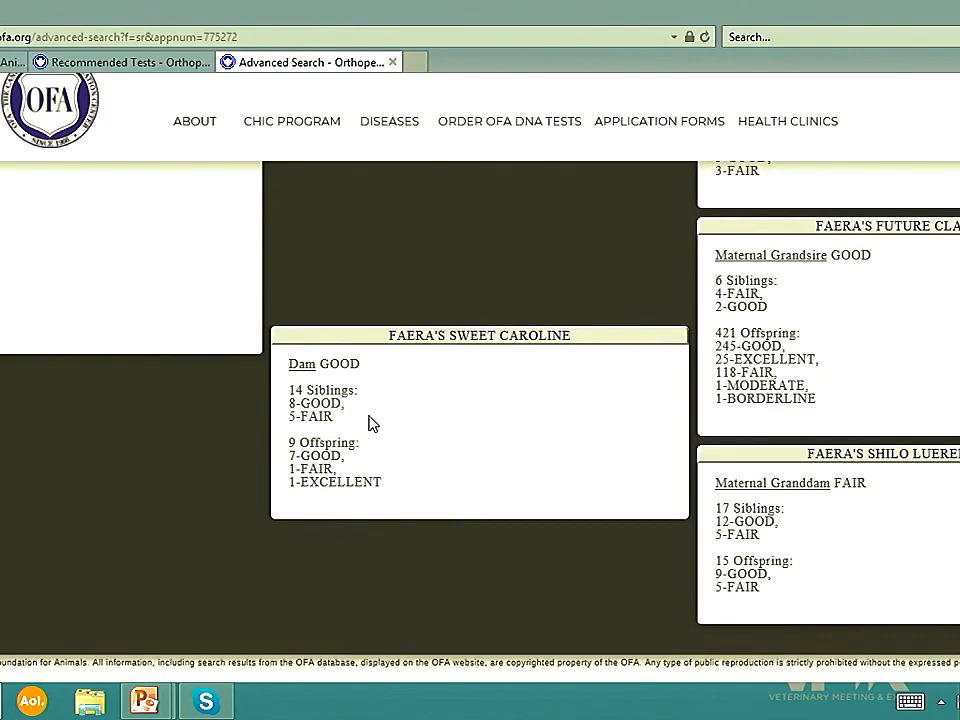 ofa.org/advanced-search?f=sr&appnum=775272
Search...
Ani...
Recommended Tests - Orthop...
Advanced Search - Orthope...
OFA
SINCE 1966
ABOUT
CHIC PROGRAM
DISEASES
ORDER OFA DNA TESTS
APPLICATION FORMS
HEALTH CLINICS
3-FAIR
FAERA'S FUTURE CLA
Maternal Grandsire GOOD
6 Siblings:
4-FAIR,
2-GOOD
421 Offspring:
245-GOOD,
25-EXCELLENT,
118-FAIR,
1-MODERATE,
1-BORDERLINE
FAERA'S SWEET CAROLINE
Dam GOOD
14 Siblings:
8-GOOD,
5-FAIR
9 Offspring:
7-GOOD,
1-FAIR,
1-EXCELLENT
FAERA'S SHILO LUERE
Maternal Granddam FAIR
17 Siblings:
12-GOOD,
5-FAIR
15 Offspring:
9-GOOD,
5-FAIR
oundation for Animals. All information, including search results from the OFA database, displayed on the OFA website, are copyrighted property of the OFA. Any type of public reproduction is strictly prohibited without the expressed p
Aol.
P
S
VETERINARY MEETING & E